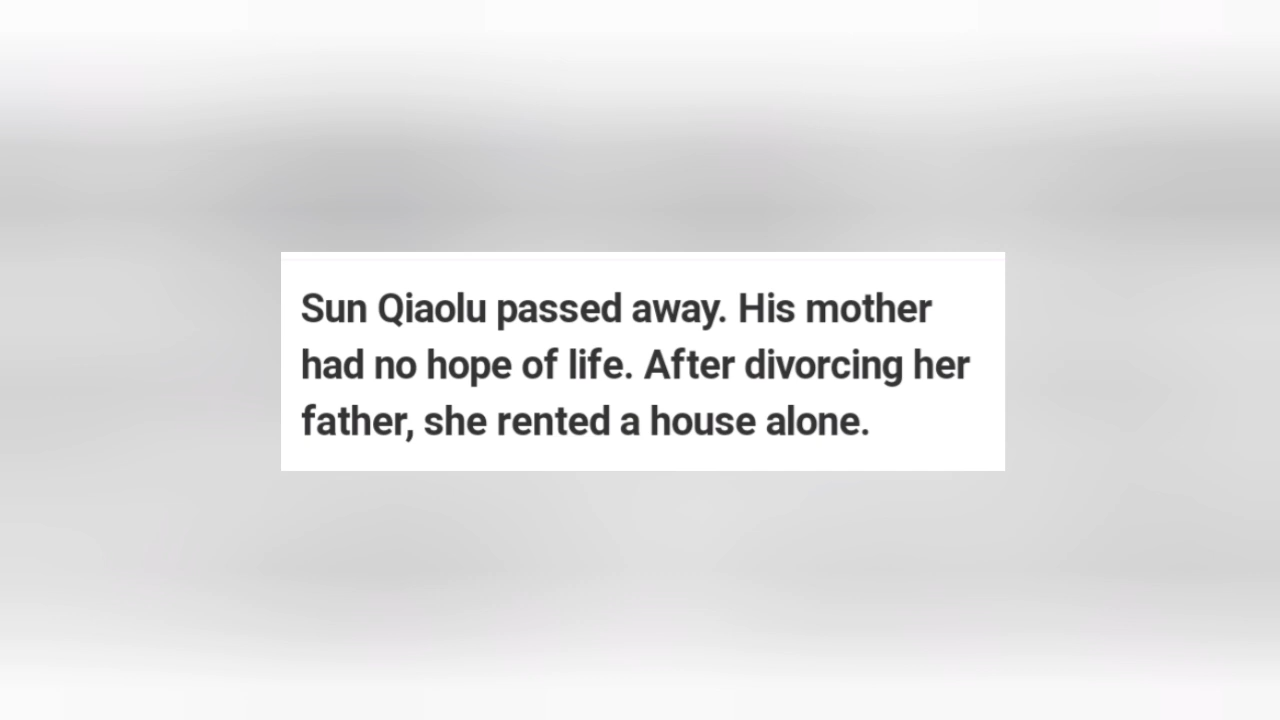 Sun Qiaolu passed away. His mother
had no hope of life. After divorcing her
father, she rented a house alone.